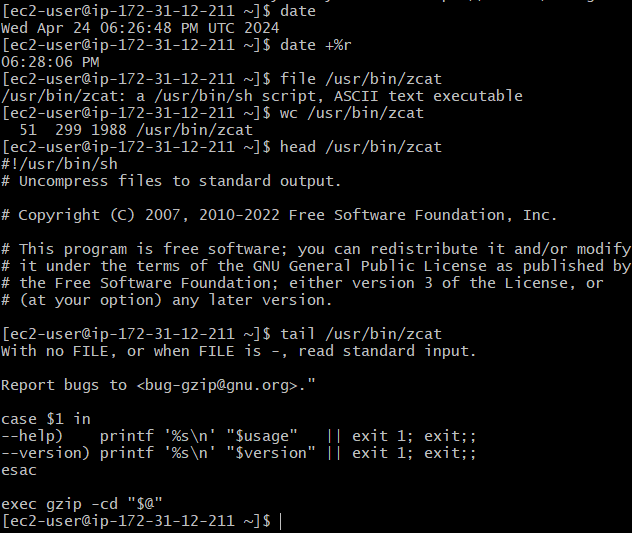 [ec2-user@ip-172-31-12-211 ~]$ date
Wed Apr 24 06:26:48 PM UTC 2024
[ec2-user@ip-172-31-12-211 ~]$ date +%r
06:28:06 PM
[ec2-user@ip-172-31-12-211 ~]$ file /usr/bin/zcat
/usr/bin/zcat: a /usr/bin/sh script, ASCII text executable
[ec2-user@ip-172-31-12-211 ~]$ wc /usr/bin/zcat
  51  299 1988 /usr/bin/zcat
[ec2-user@ip-172-31-12-211 ~]$ head /usr/bin/zcat
#!/usr/bin/sh
# Uncompress files to standard output.

# Copyright (C) 2007, 2010-2022 Free Software Foundation, Inc.

# This program is free software; you can redistribute it and/or modify
# it under the terms of the GNU General Public License as published by
# the Free Software Foundation; either version 3 of the License, or
# (at your option) any later version.

[ec2-user@ip-172-31-12-211 ~]$ tail /usr/bin/zcat
With no FILE, or when FILE is -, read standard input.

Report bugs to <bug-gzip@gnu.org>."

case $1 in
--help)    printf '%s\n' "$usage"   || exit 1; exit;;
--version) printf '%s\n' "$version" || exit 1; exit;;
esac

exec gzip -cd "$@"
[ec2-user@ip-172-31-12-211 ~]$